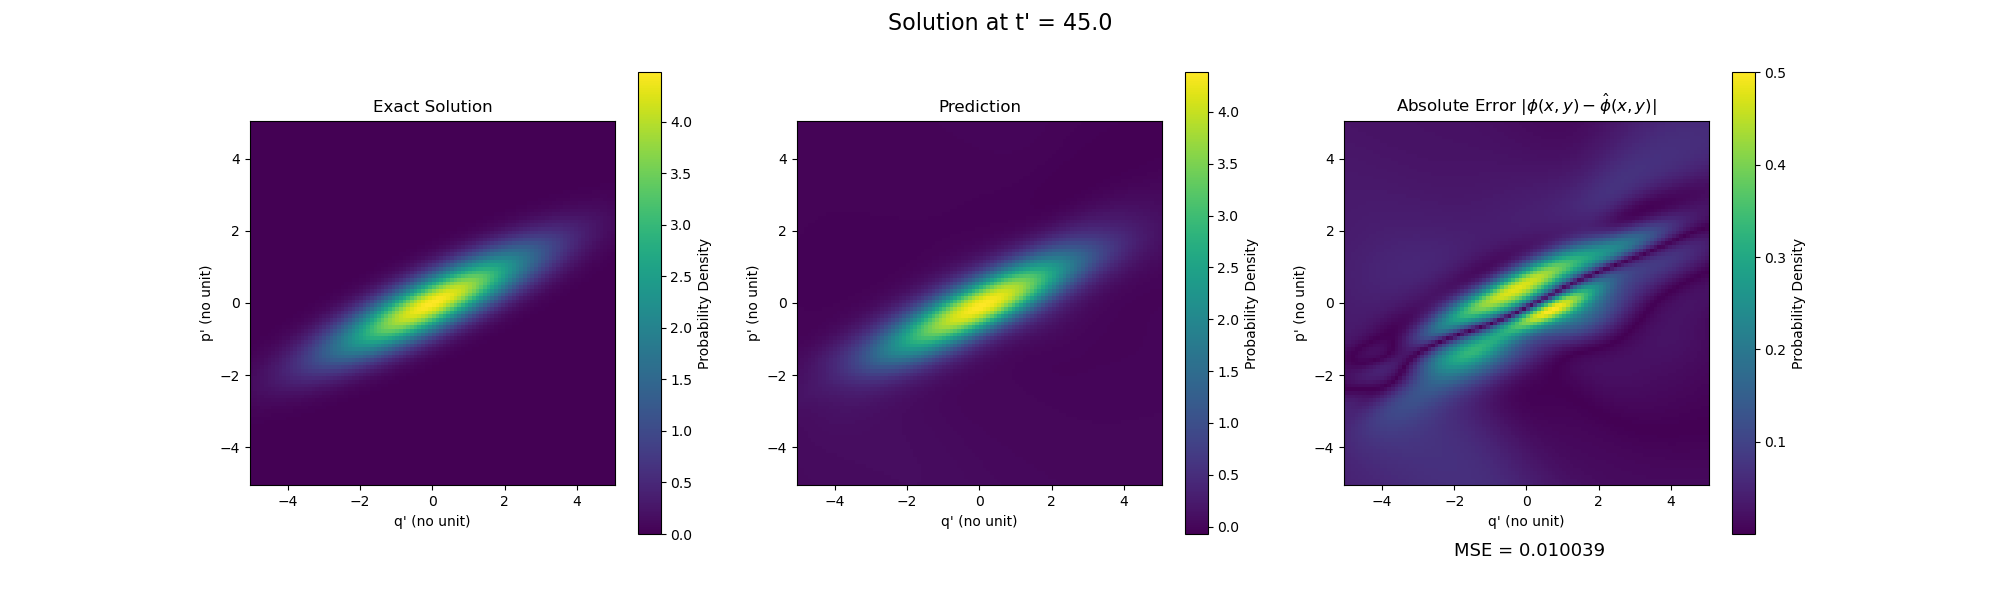 Solution at t' = 45.0
Exact Solution
4
2
0
−2
−4
−4 −2 0 2 4
q' (no unit)
p' (no unit)
4.0
3.5
3.0
2.5
2.0
1.5
1.0
0.5
0.0
Probability Density
Prediction
4
2
0
−2
−4
−4 −2 0 2 4
q' (no unit)
p' (no unit)
4.0
3.5
3.0
2.5
2.0
1.5
1.0
0.5
0.0
Probability Density
Absolute Error |ϕ(x, y) − ϕ̂(x, y)|
4
2
0
−2
−4
−4 −2 0 2 4
q' (no unit)
p' (no unit)
0.5
0.4
0.3
0.2
0.1
Probability Density
MSE = 0.010039